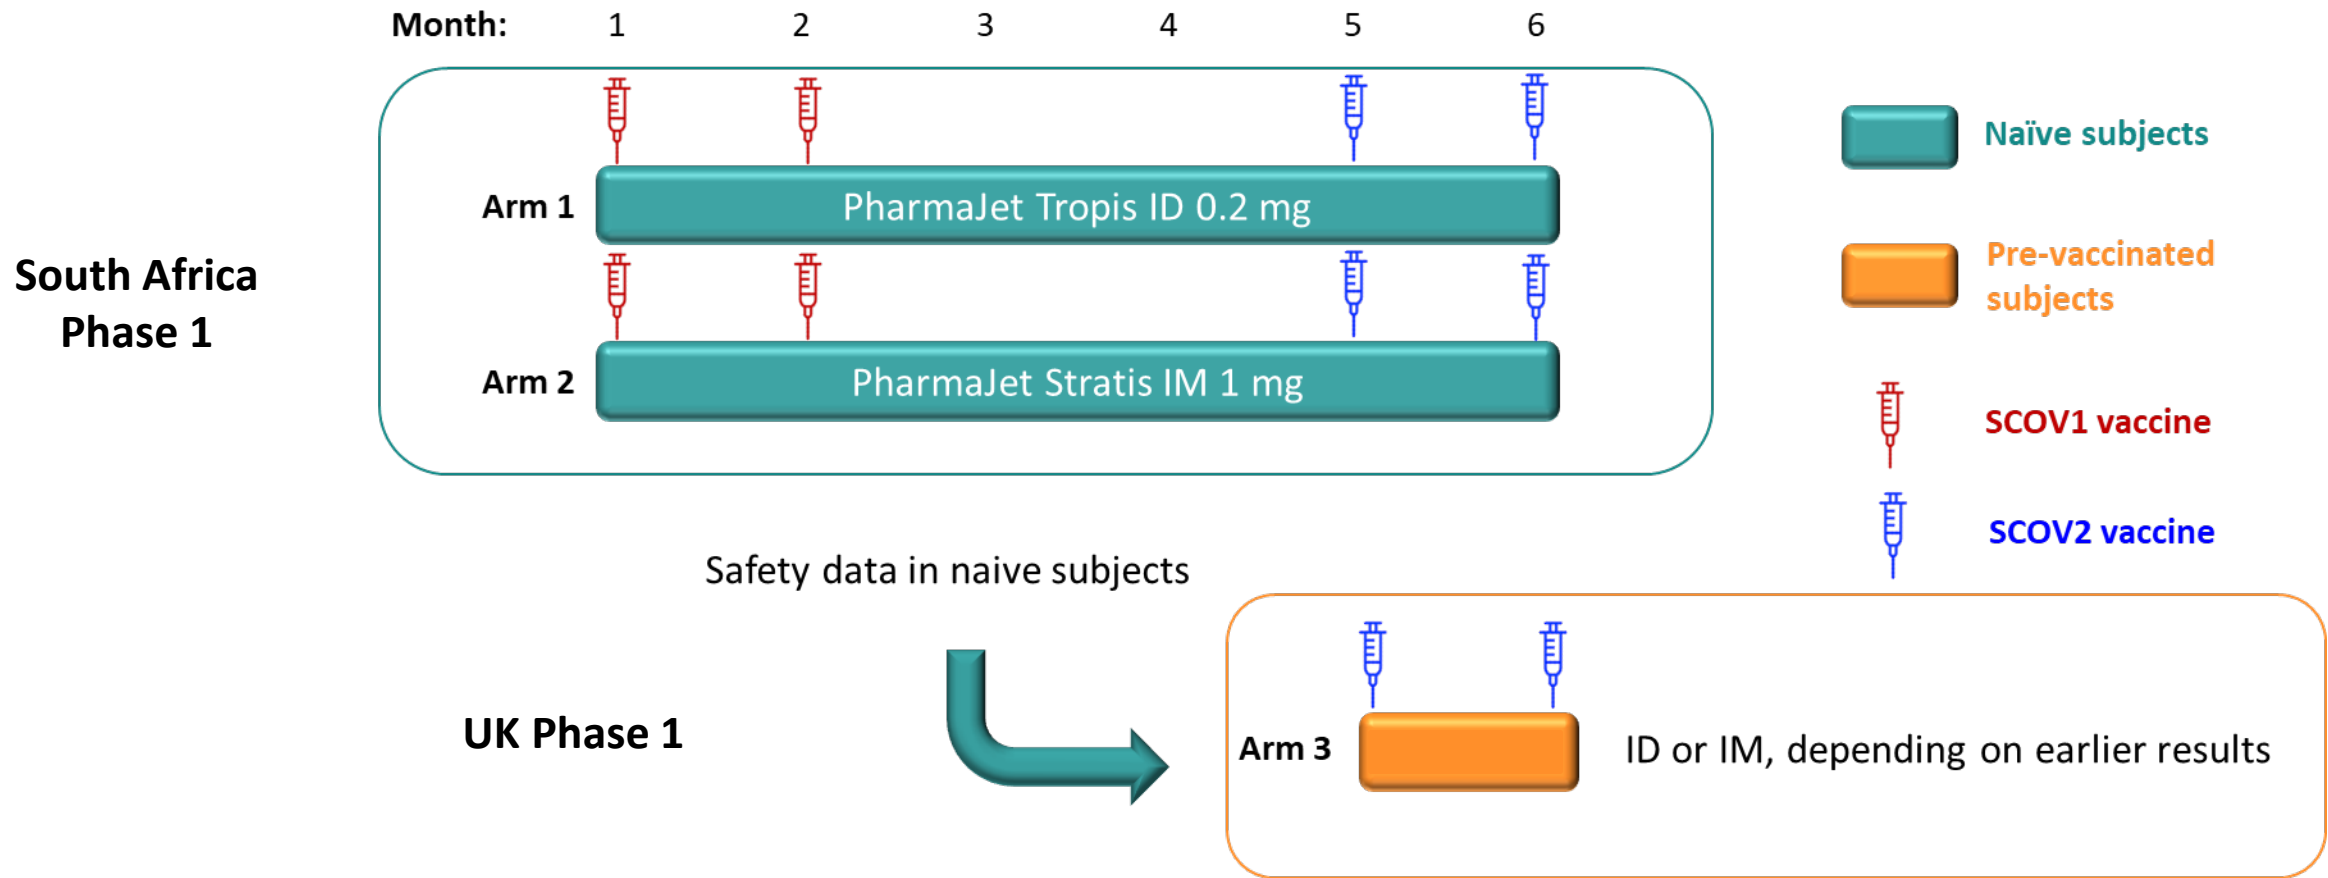 Month: 1 2 3 4 5 6
Arm 1
PharmaJet Tropis ID 0.2 mg
Arm 2
PharmaJet Stratis IM 1 mg
South Africa
Phase 1
Naïve subjects
Pre-vaccinated
subjects
SCOV1 vaccine
SCOV2 vaccine
Safety data in naive subjects
UK Phase 1
Arm 3
ID or IM, depending on earlier results